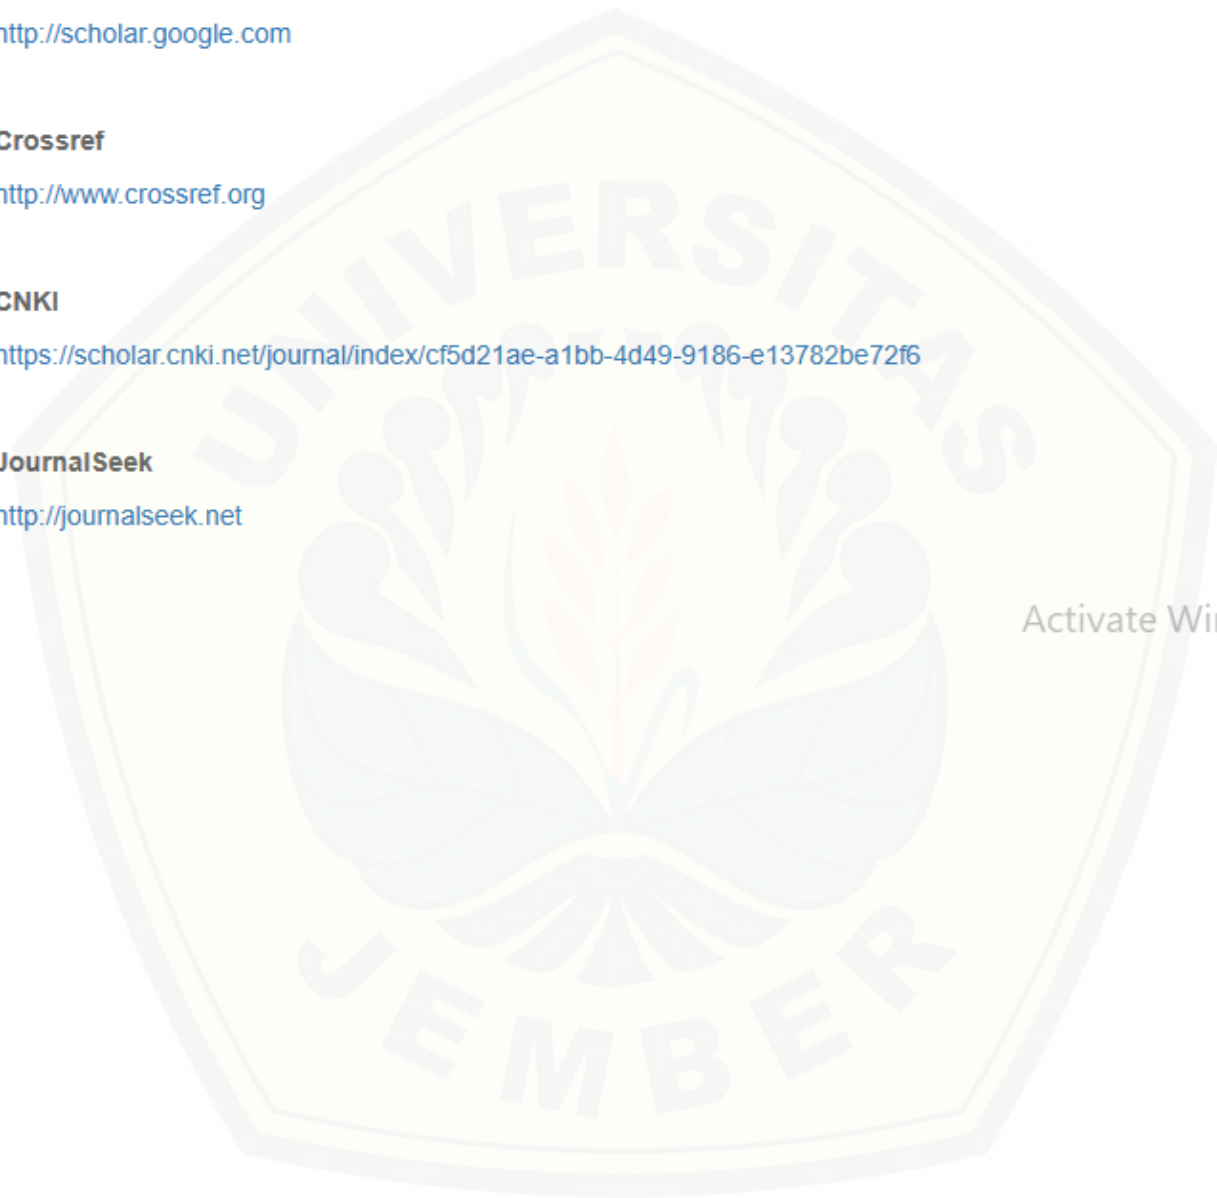 http://scholar.google.com
Crossref
http://www.crossref.org
CNKI
https://scholar.cnki.net/journal/index/cf5d21ae-a1bb-4d49-9186-e13782be72f6
JournalSeek
http://journalseek.net
Activate Wi
UNIVERSITAS
JEMBER